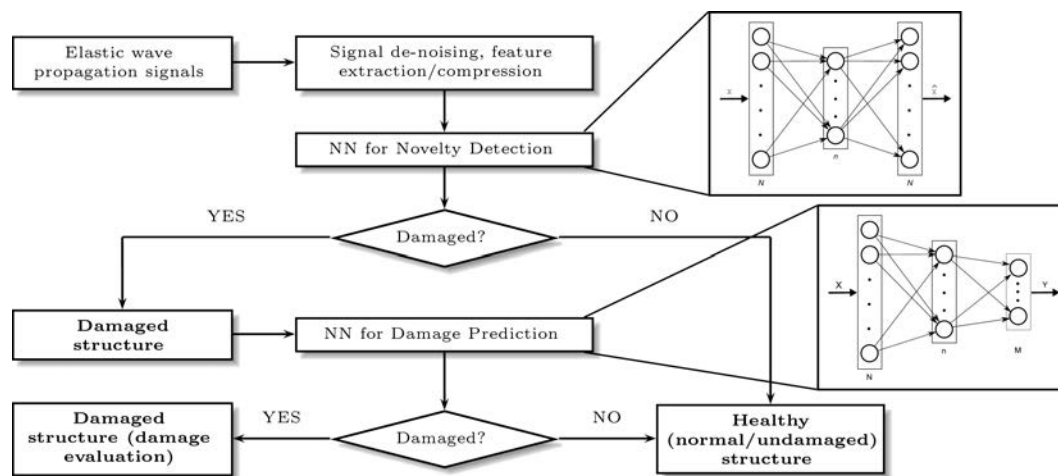 Elastic wave
propagation signals
Signal de-noising, feature
extraction/compression
NN for Novelty Detection
x
x̂
N
n
N
YES
Damaged?
NO
Damaged
structure
NN for Damage Prediction
X
Y
N
n
M
Damaged
structure (damage
evaluation)
YES
Damaged?
NO
Healthy
(normal/undamaged)
structure